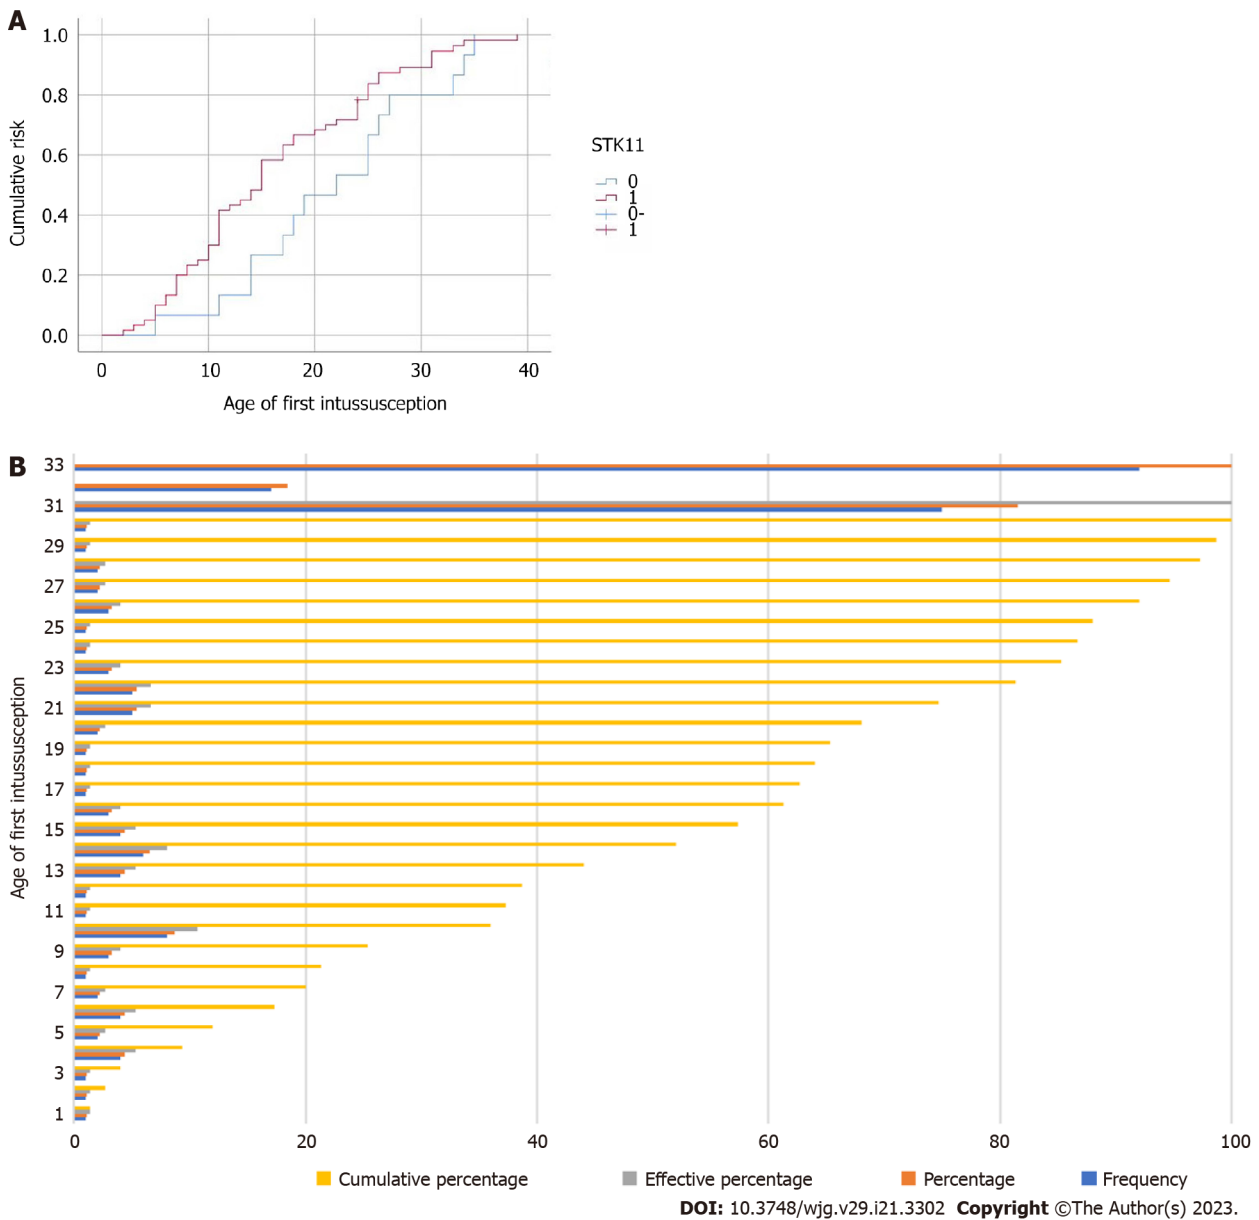 A
1.0
0.8
0.6
0.4
0.2
0.0
Cumulative risk
0 10 20 30 40
Age of first intussusception
STK11
0
1
0-
1
B
33
31
29
27
25
23
21
19
17
15
13
11
9
7
5
3
1
Age of first intussusception
0 20 40 60 80 100
Cumulative percentage Effective percentage Percentage Frequency
DOI: 10.3748/wjg.v29.i21.3302 Copyright ©The Author(s) 2023.